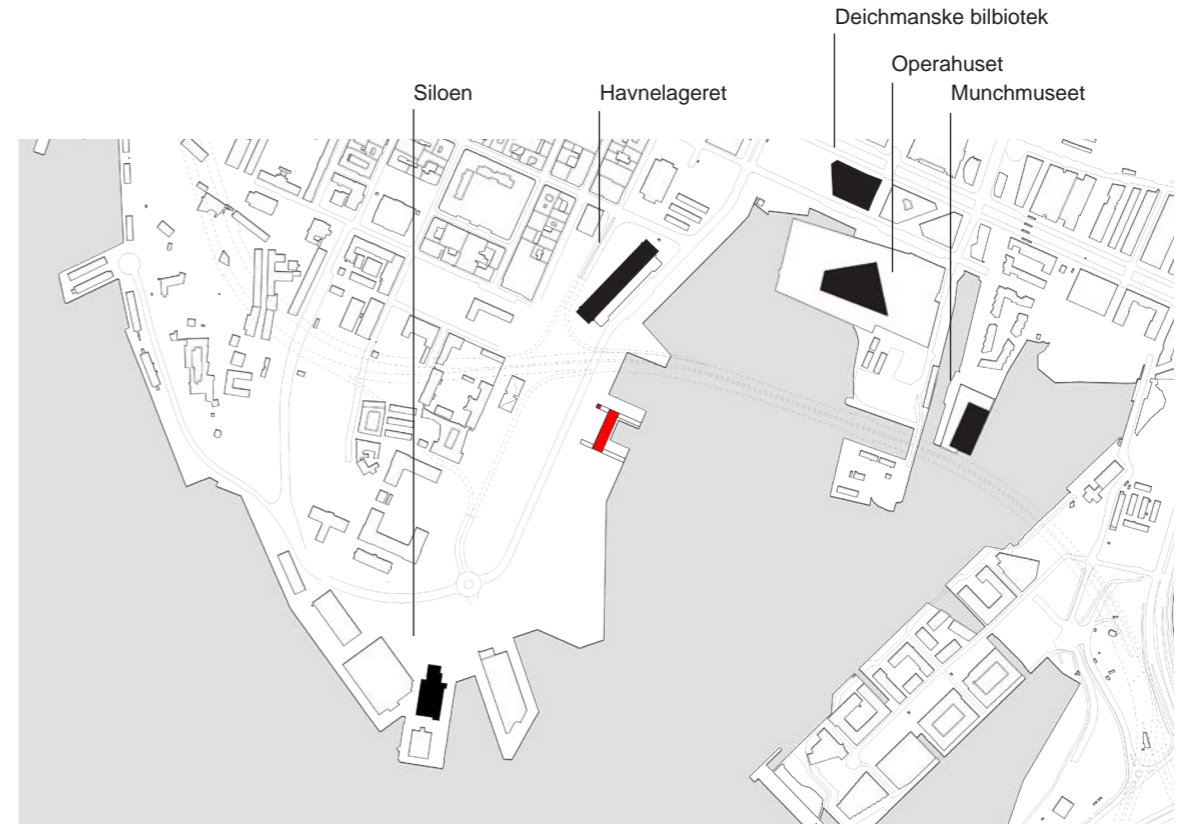 Deichmanske bilbiotek
Operahuset
Siloen
Havnelageret
Munchmuseet